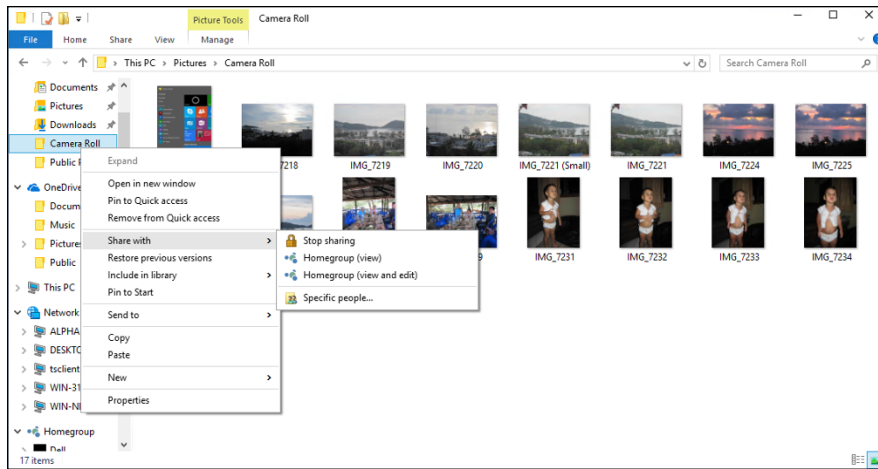 Picture Tools
Camera Roll
File
Home
Share
View
Manage
This PC > Pictures > Camera Roll
Search Camera Roll
Documents
Pictures
Downloads
Camera Roll
Public
OneDrive
Music
Pictures
Public
This PC
Network
ALPHA
DESKTO
tsclient
WIN-31
Homegroup
Dell
17 items
Expand
Open in new window
Pin to Quick access
Remove from Quick access
Share with
Restore previous versions
Include in library
Pin to Start
Send to
Copy
Paste
New
Properties
Stop sharing
Homegroup (view)
Homegroup (view and edit)
Specific people...
7218
IMG_7219
IMG_7220
IMG_7221 (Small)
IMG_7221
IMG_7224
IMG_7225
IMG_7231
IMG_7232
IMG_7233
IMG_7234